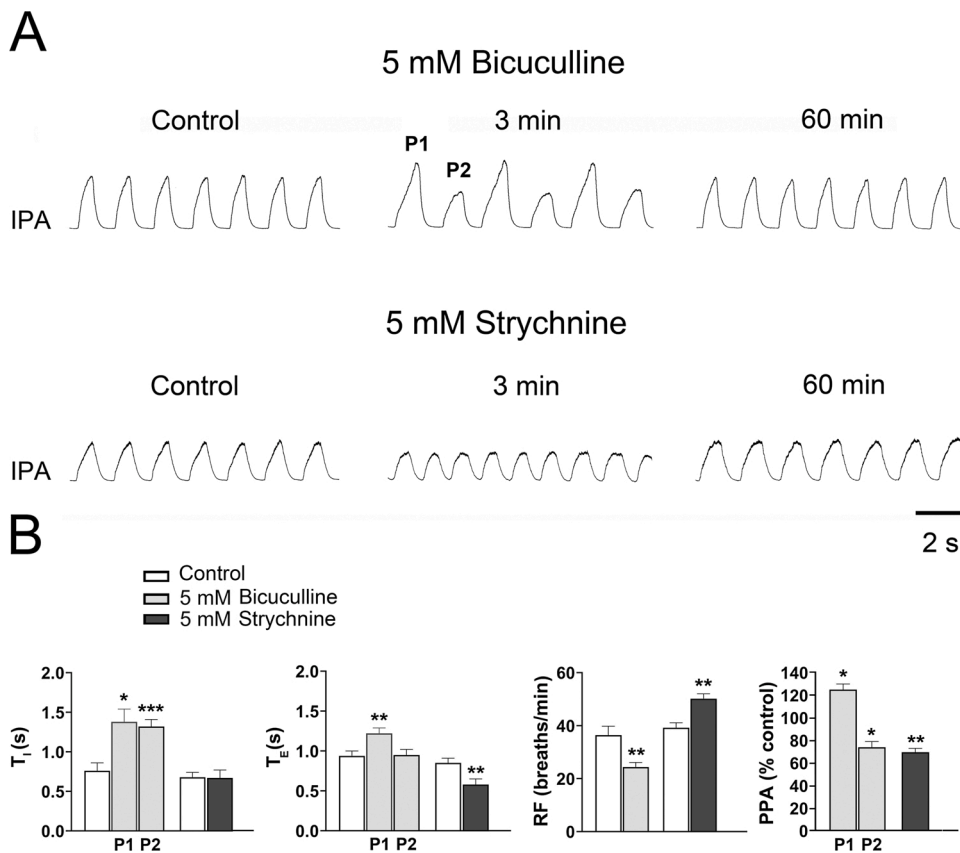 A
5 mM Bicuculline
Control 3 min 60 min
P1
P2
IPA
5 mM Strychnine
Control 3 min 60 min
IPA
2 s
B
Control
5 mM Bicuculline
5 mM Strychnine
2.0
1.5
1.0
0.5
0.0
TI (s)
* ***
P1 P2
2.0
1.5
1.0
0.5
0.0
TE(s)
** **
P1 P2
60
40
20
0
RF (breaths/min)
** **
140
120
100
80
60
40
20
0
PPA (% control)
* * **
P1 P2